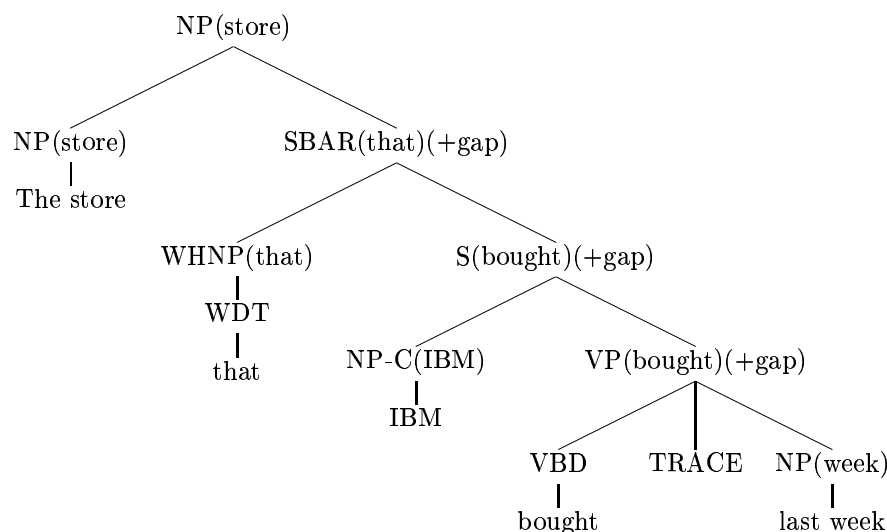 NP(store)
NP(store) SBAR(that)(+gap)
The store
WHNP(that) S(bought)(+gap)
WDT
NP-C(IBM) VP(bought)(+gap)
that
IBM
VBD TRACE NP(week)
bought last week